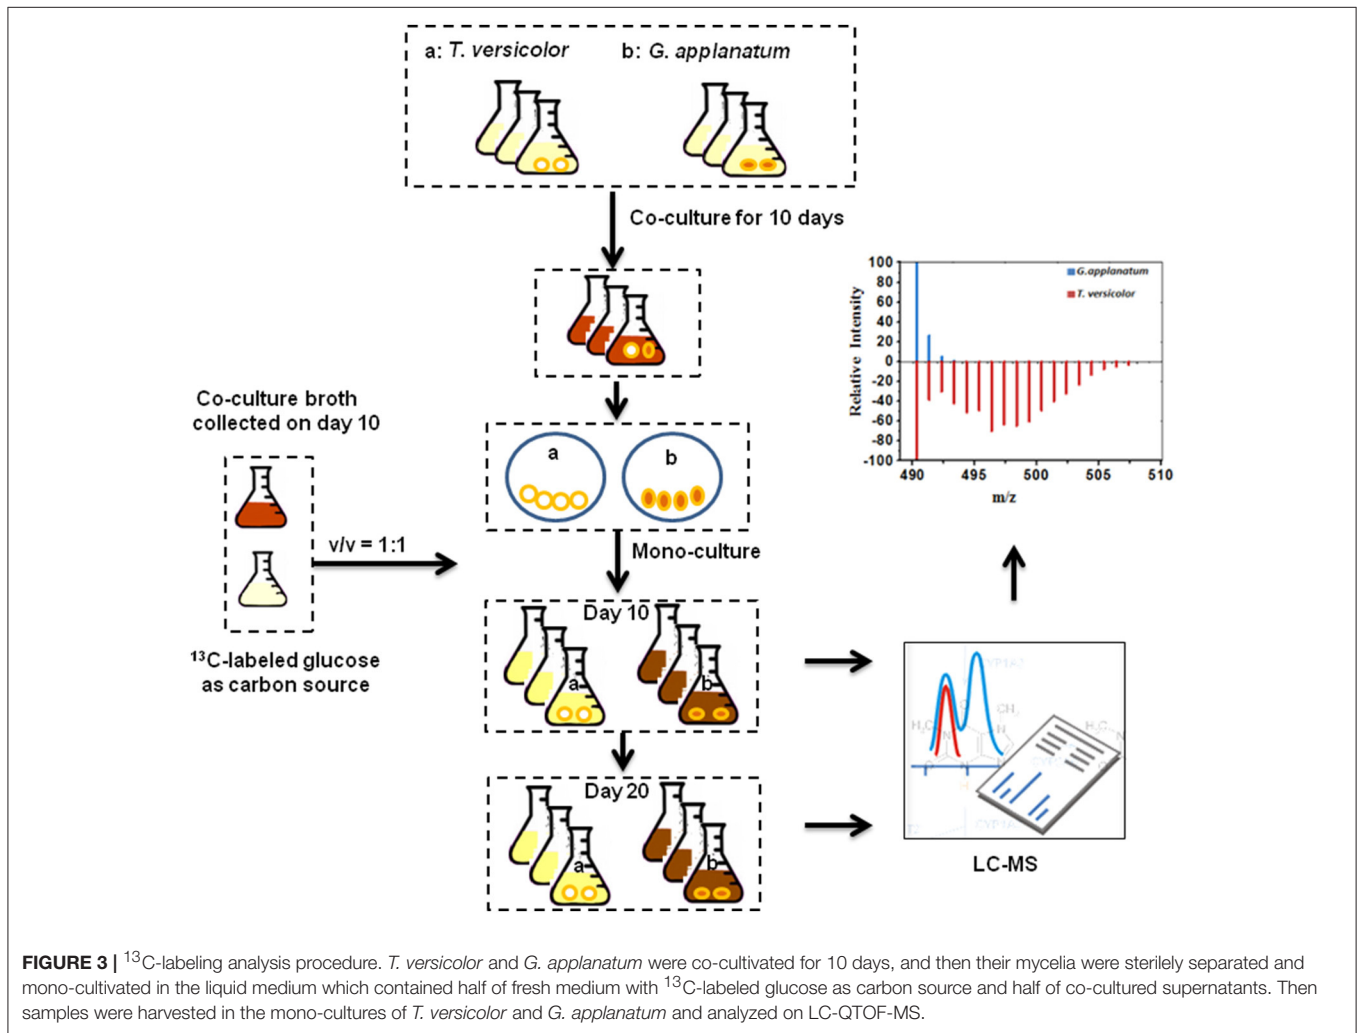 a: T. versicolor
b: G. applanatum
Co-culture for 10 days
Co-culture broth
collected on day 10
v/v = 1:1
¹³C-labeled glucose
as carbon source
a
b
Mono-culture
Day 10
a
b
Day 20
a
b
100
80
60
40
20
0
-20
-40
-60
-80
-100
Relative Intensity
G.applanatum
T. versicolor
490 495 500 505 510
m/z
CH₃
H₃C
N
N
N
O
H₃C
LC-MS
FIGURE 3 | ¹³C-labeling analysis procedure. T. versicolor and G. applanatum were co-cultivated for 10 days, and then their mycelia were sterilely separated and
mono-cultivated in the liquid medium which contained half of fresh medium with ¹³C-labeled glucose as carbon source and half of co-cultured supernatants. Then
samples were harvested in the mono-cultures of T. versicolor and G. applanatum and analyzed on LC-QTOF-MS.